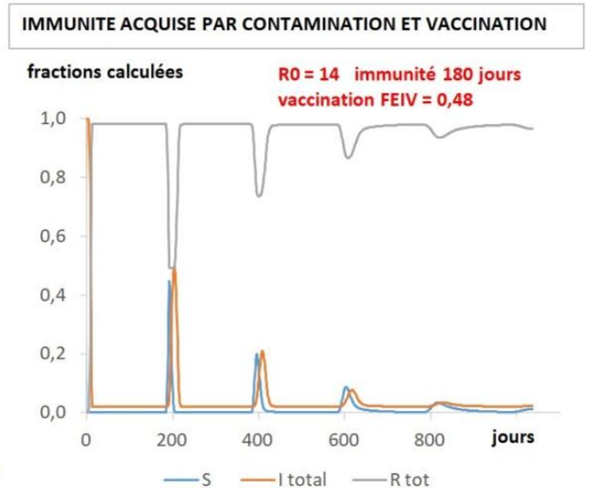 IMMUNITE ACQUISE PAR CONTAMINATION ET VACCINATION
fractions calculées
R0 = 14 immunité 180 jours
vaccination FEIV = 0,48
1,0
0,8
0,6
0,4
0,2
0,0
0 200 400 600 800 jours
S I total R tot